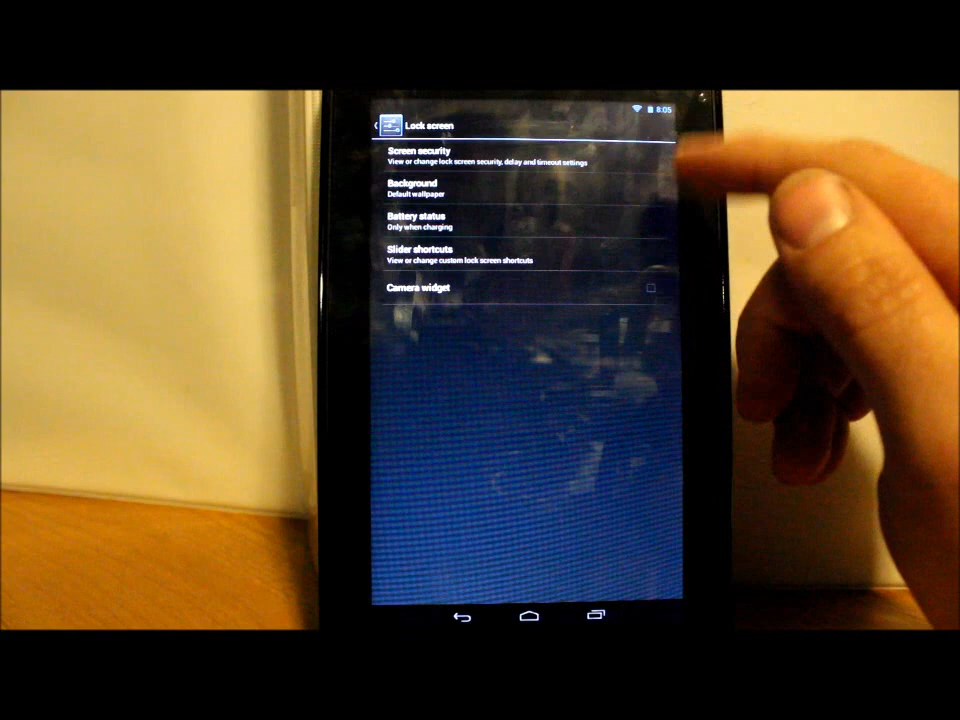 8:05
Lock screen
Screen security
View or change lock screen security, delay and timeout settings
Background
Default wallpaper
Battery status
Only when charging
Slider shortcuts
View or change custom lock screen shortcuts
Camera widget